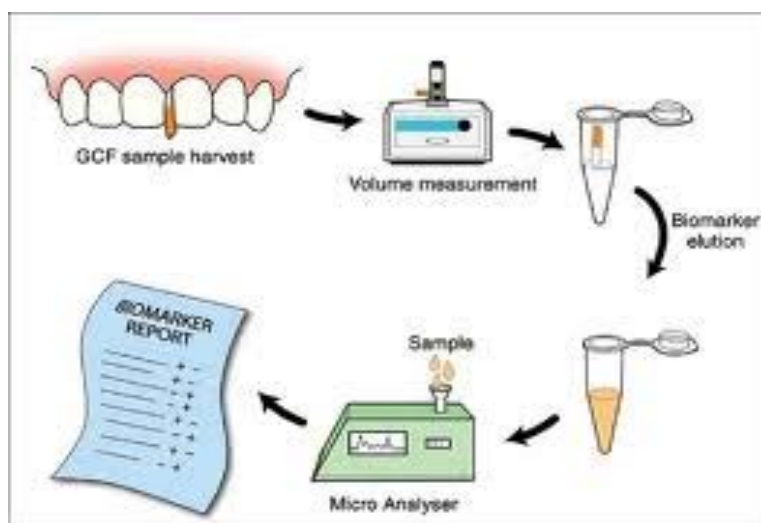 GCF sample harvest
Volume measurement
Biomarker
elution
Sample
Micro Analyser
BIOMARKER
REPORT